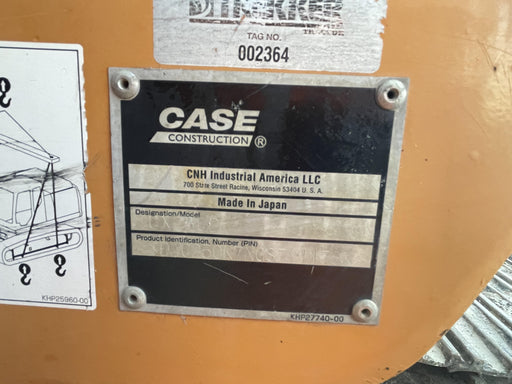 TAG NO.
002364
CASE
CONSTRUCTION ®
CNH Industrial America LLC
700 State Street Racine, Wisconsin 53404 U. S. A.
Made In Japan
Designation/Model
Product Identification, Number (PIN)
KHP25960-00
KHP27740-00